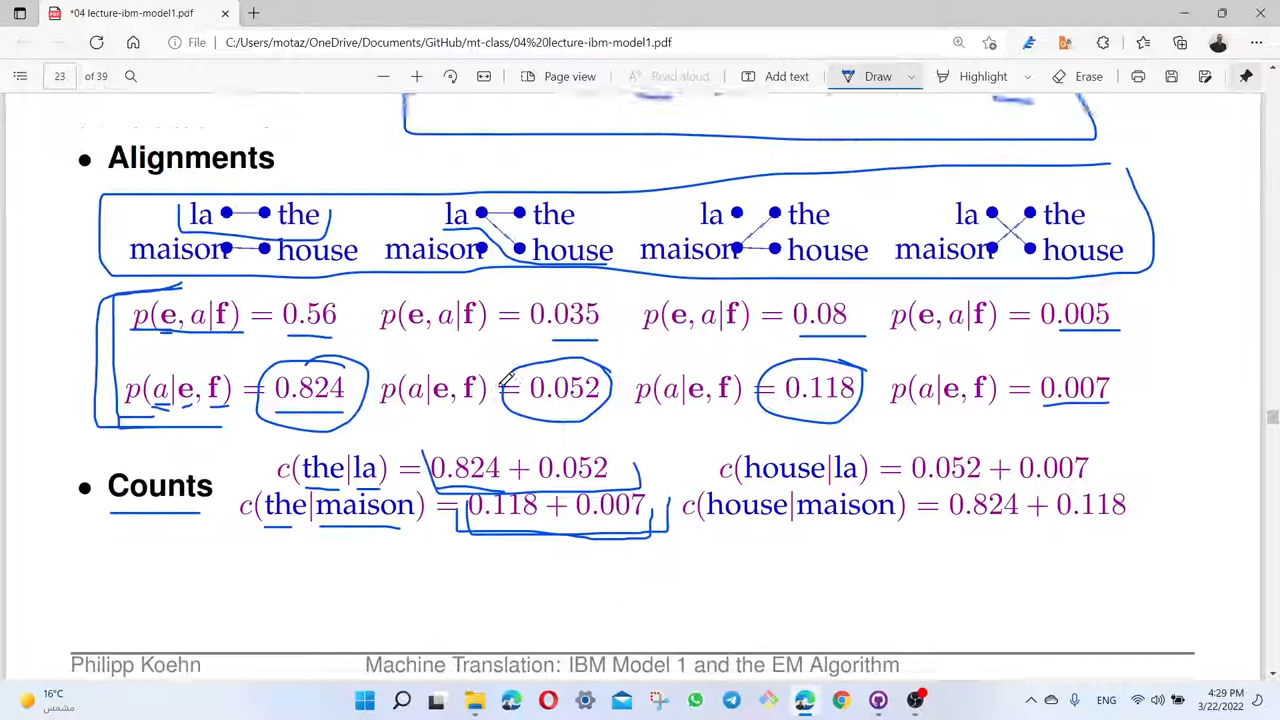 *04 lecture-ibm-model1.pdf
File C:/Users/motaz/OneDrive/Documents/GitHub/mt-class/04%20lecture-ibm-model1.pdf
23 of 39 Page view Read aloud Add text Draw Highlight Erase
• Alignments
la the la the la the la the
maison house maison house maison house maison house
p(e, a|f) = 0.56 p(e, a|f) = 0.035 p(e, a|f) = 0.08 p(e, a|f) = 0.005
p(a|e, f) = 0.824 p(a|e, f) = 0.052 p(a|e, f) = 0.118 p(a|e, f) = 0.007
• Counts
c(the|la) = 0.824 + 0.052 c(house|la) = 0.052 + 0.007
c(the|maison) = 0.118 + 0.007 c(house|maison) = 0.824 + 0.118
Philipp Koehn Machine Translation: IBM Model 1 and the EM Algorithm
16°C
مشمس
ENG
4:29 PM
3/22/2022